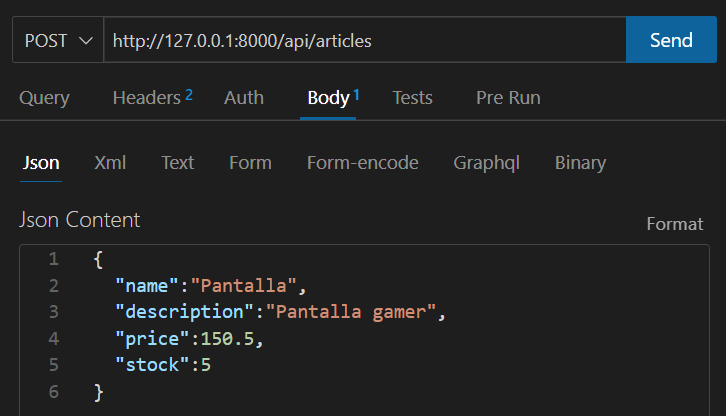 POST http://127.0.0.1:8000/api/articles Send
Query Headers 2 Auth Body 1 Tests Pre Run
Json Xml Text Form Form-encode Graphql Binary
Json Content Format
1 {
2 "name":"Pantalla",
3 "description":"Pantalla gamer",
4 "price":150.5,
5 "stock":5
6 }